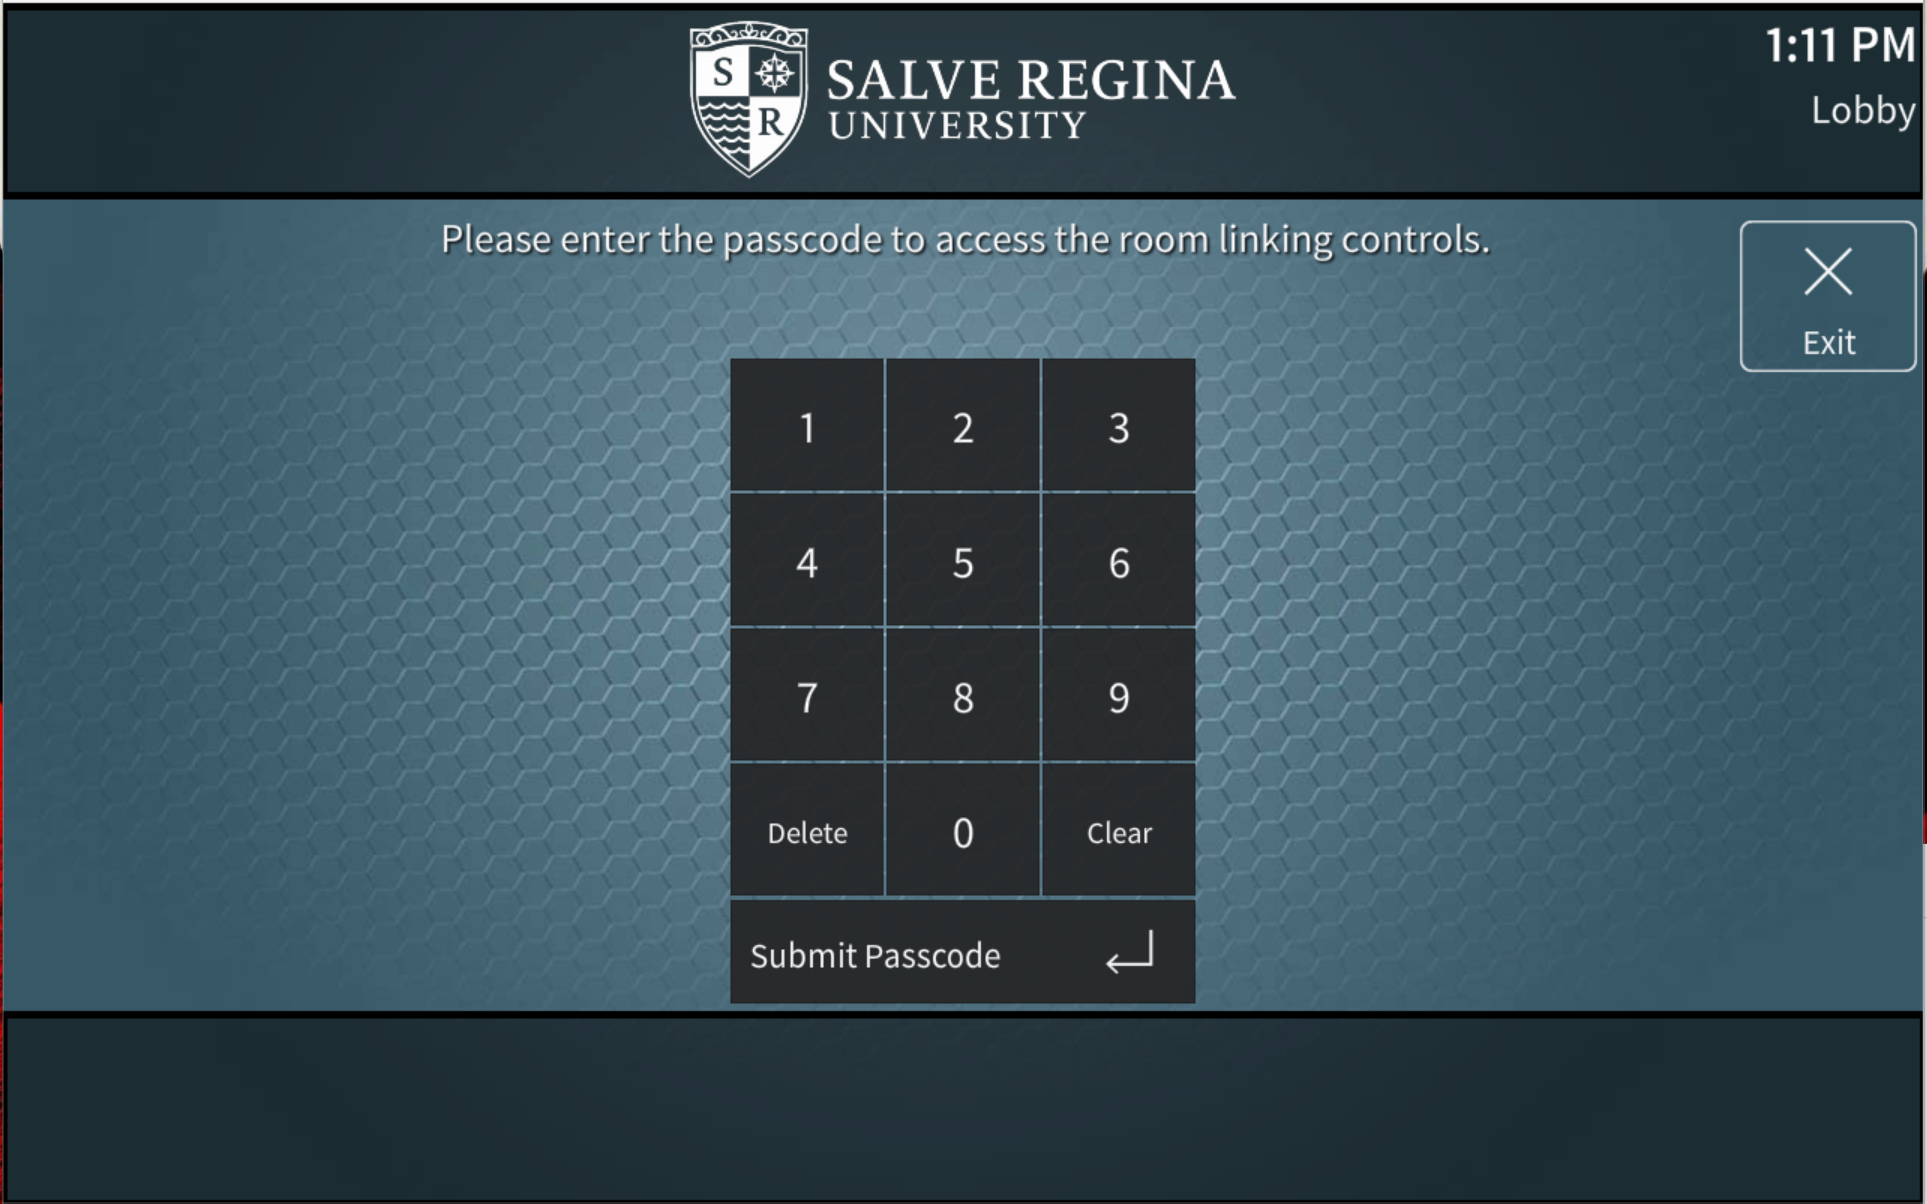 S
R
SALVE REGINA
UNIVERSITY
1:11 PM
Lobby
Please enter the passcode to access the room linking controls.
Exit
1 2 3
4 5 6
7 8 9
Delete 0 Clear
Submit Passcode